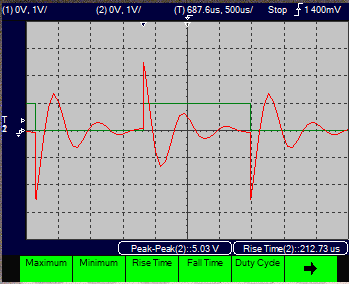 (1) 0V, 1V/ (2) 0V, 1V/ (T) 687.6us, 500us/ Stop 1 400mV
T
2
Peak-Peak(2)::5.03 V Rise Time(2)::212.73 us
Maximum Minimum Rise Time Fall Time Duty Cycle